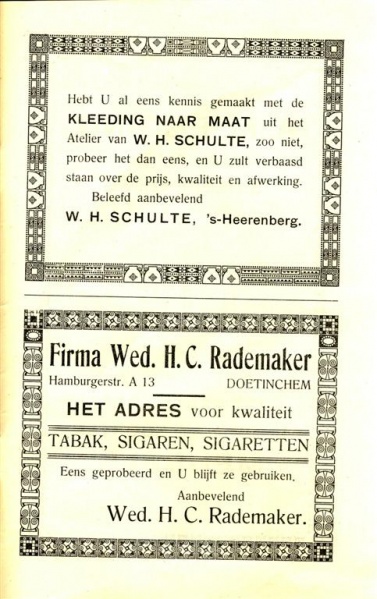 Hebt U al eens kennis gemaakt met de
KLEEDING NAAR MAAT uit het
Atelier van W. H. SCHULTE, zoo niet,
probeer het dan eens, en U zult verbaasd
staan over de prijs, kwaliteit en afwerking.
Beleefd aanbevelend
W. H. SCHULTE, 's-Heerenberg.
Firma Wed. H. C. Rademaker
Hamburgerstr. A 13 DOETINCHEM
HET ADRES voor kwaliteit
TABAK, SIGAREN, SIGARETTEN
Eens geprobeerd en U blijft ze gebruiken.
Aanbevelend
Wed. H. C. Rademaker.